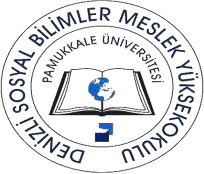 DENİZLİ SOSYAL BİLİMLER MESLEK YÜKSEKOKULU
PAMUKKALE ÜNİVERSİTESİ